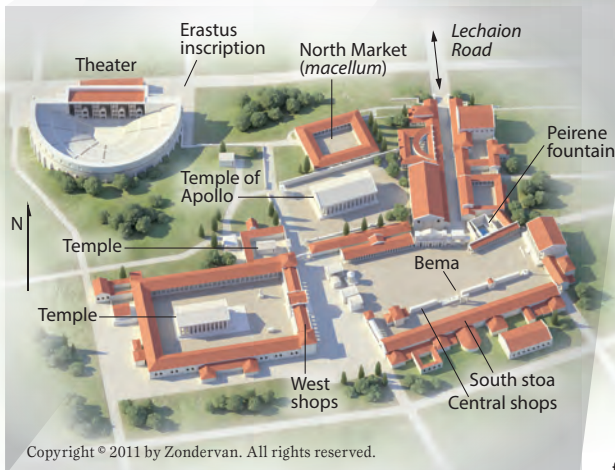 Erastus
inscription
Theater
North Market
(macellum)
Lechaion
Road
Peirene
fountain
Temple of
Apollo
N
Temple
Bema
Temple
West
shops
South stoa
Central shops
Copyright © 2011 by Zondervan. All rights reserved.